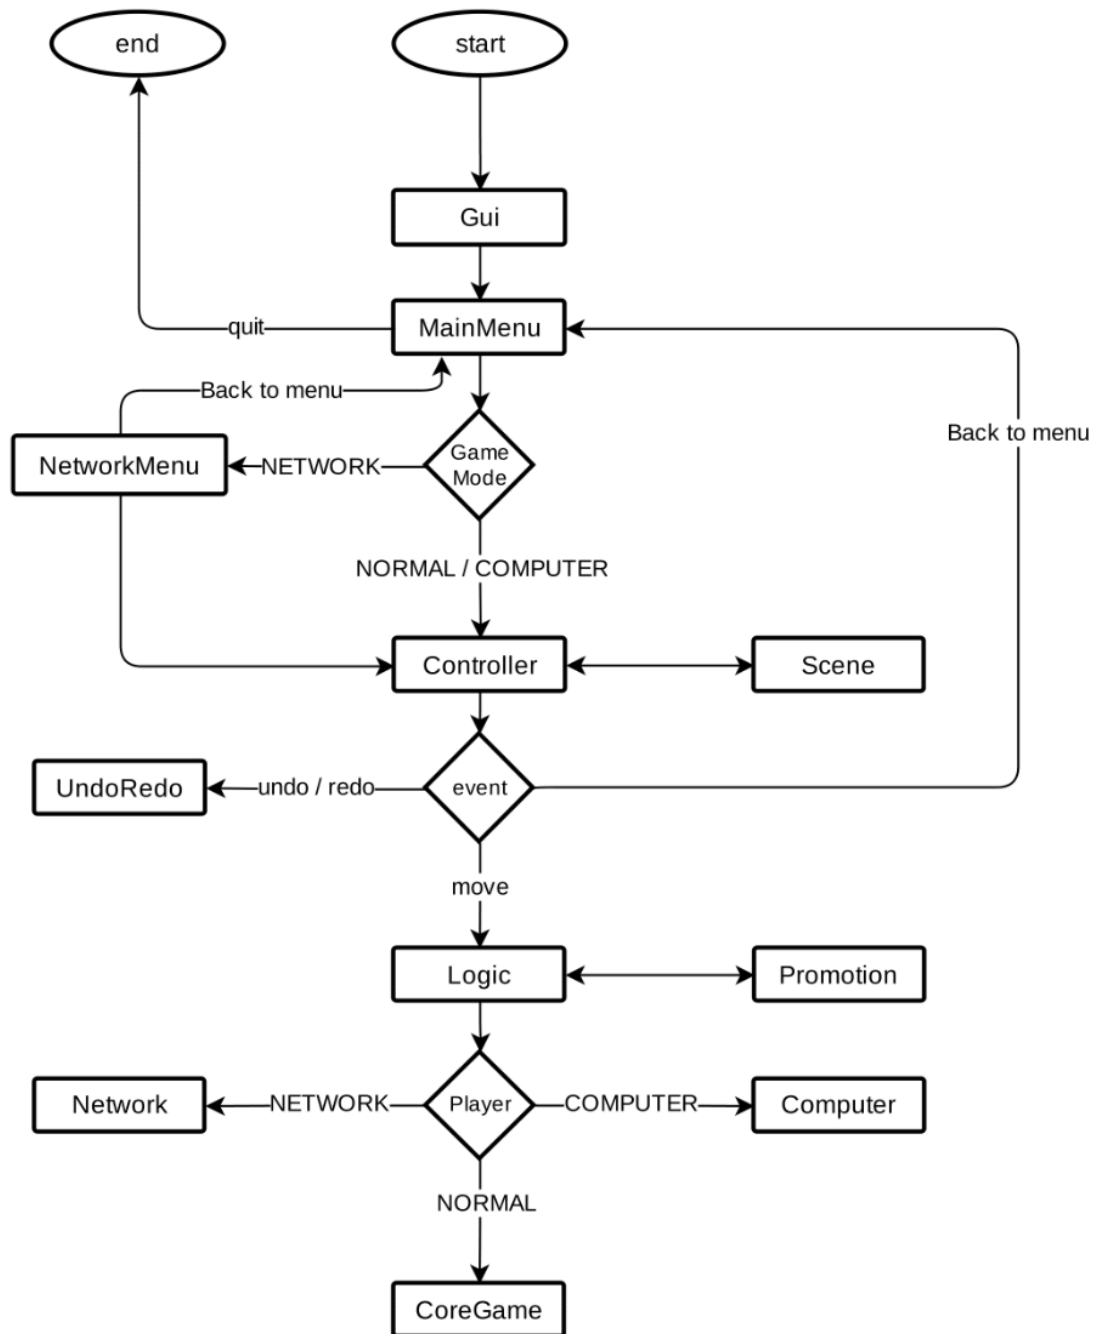 end
start
Gui
MainMenu
quit
Back to menu
Game
Mode
NetworkMenu
NETWORK
Back to menu
NORMAL / COMPUTER
Controller
Scene
UndoRedo
undo / redo
event
move
Logic
Promotion
Network
NETWORK
Player
COMPUTER
Computer
NORMAL
CoreGame